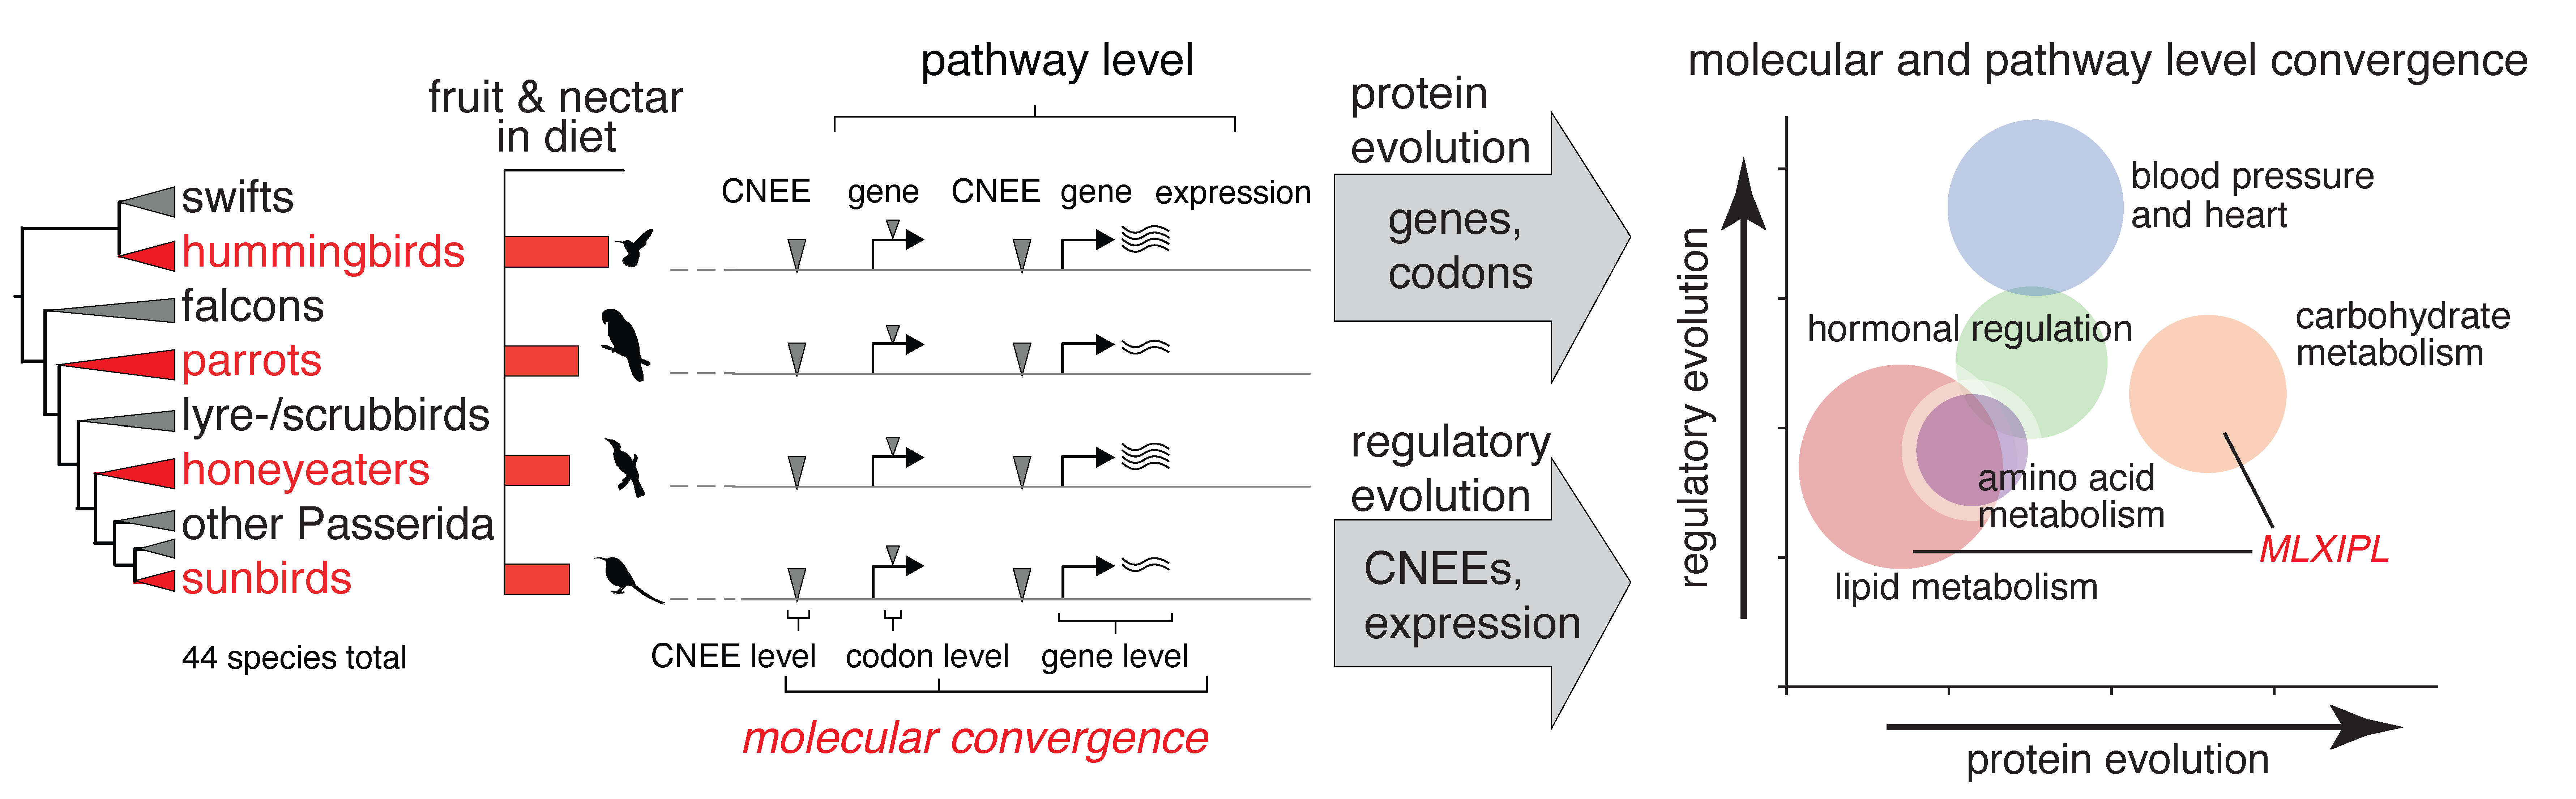 swifts
hummingbirds
falcons
parrots
lyre-/scrubbirds
honeyeaters
other Passerida
sunbirds
44 species total
fruit & nectar
in diet
pathway level
CNEE gene CNEE gene expression
CNEE level codon level gene level
molecular convergence
protein
evolution
genes,
codons
regulatory
evolution
CNEEs,
expression
molecular and pathway level convergence
regulatory evolution
blood pressure
and heart
hormonal regulation
carbohydrate
metabolism
amino acid
metabolism
MLXIPL
lipid metabolism
protein evolution